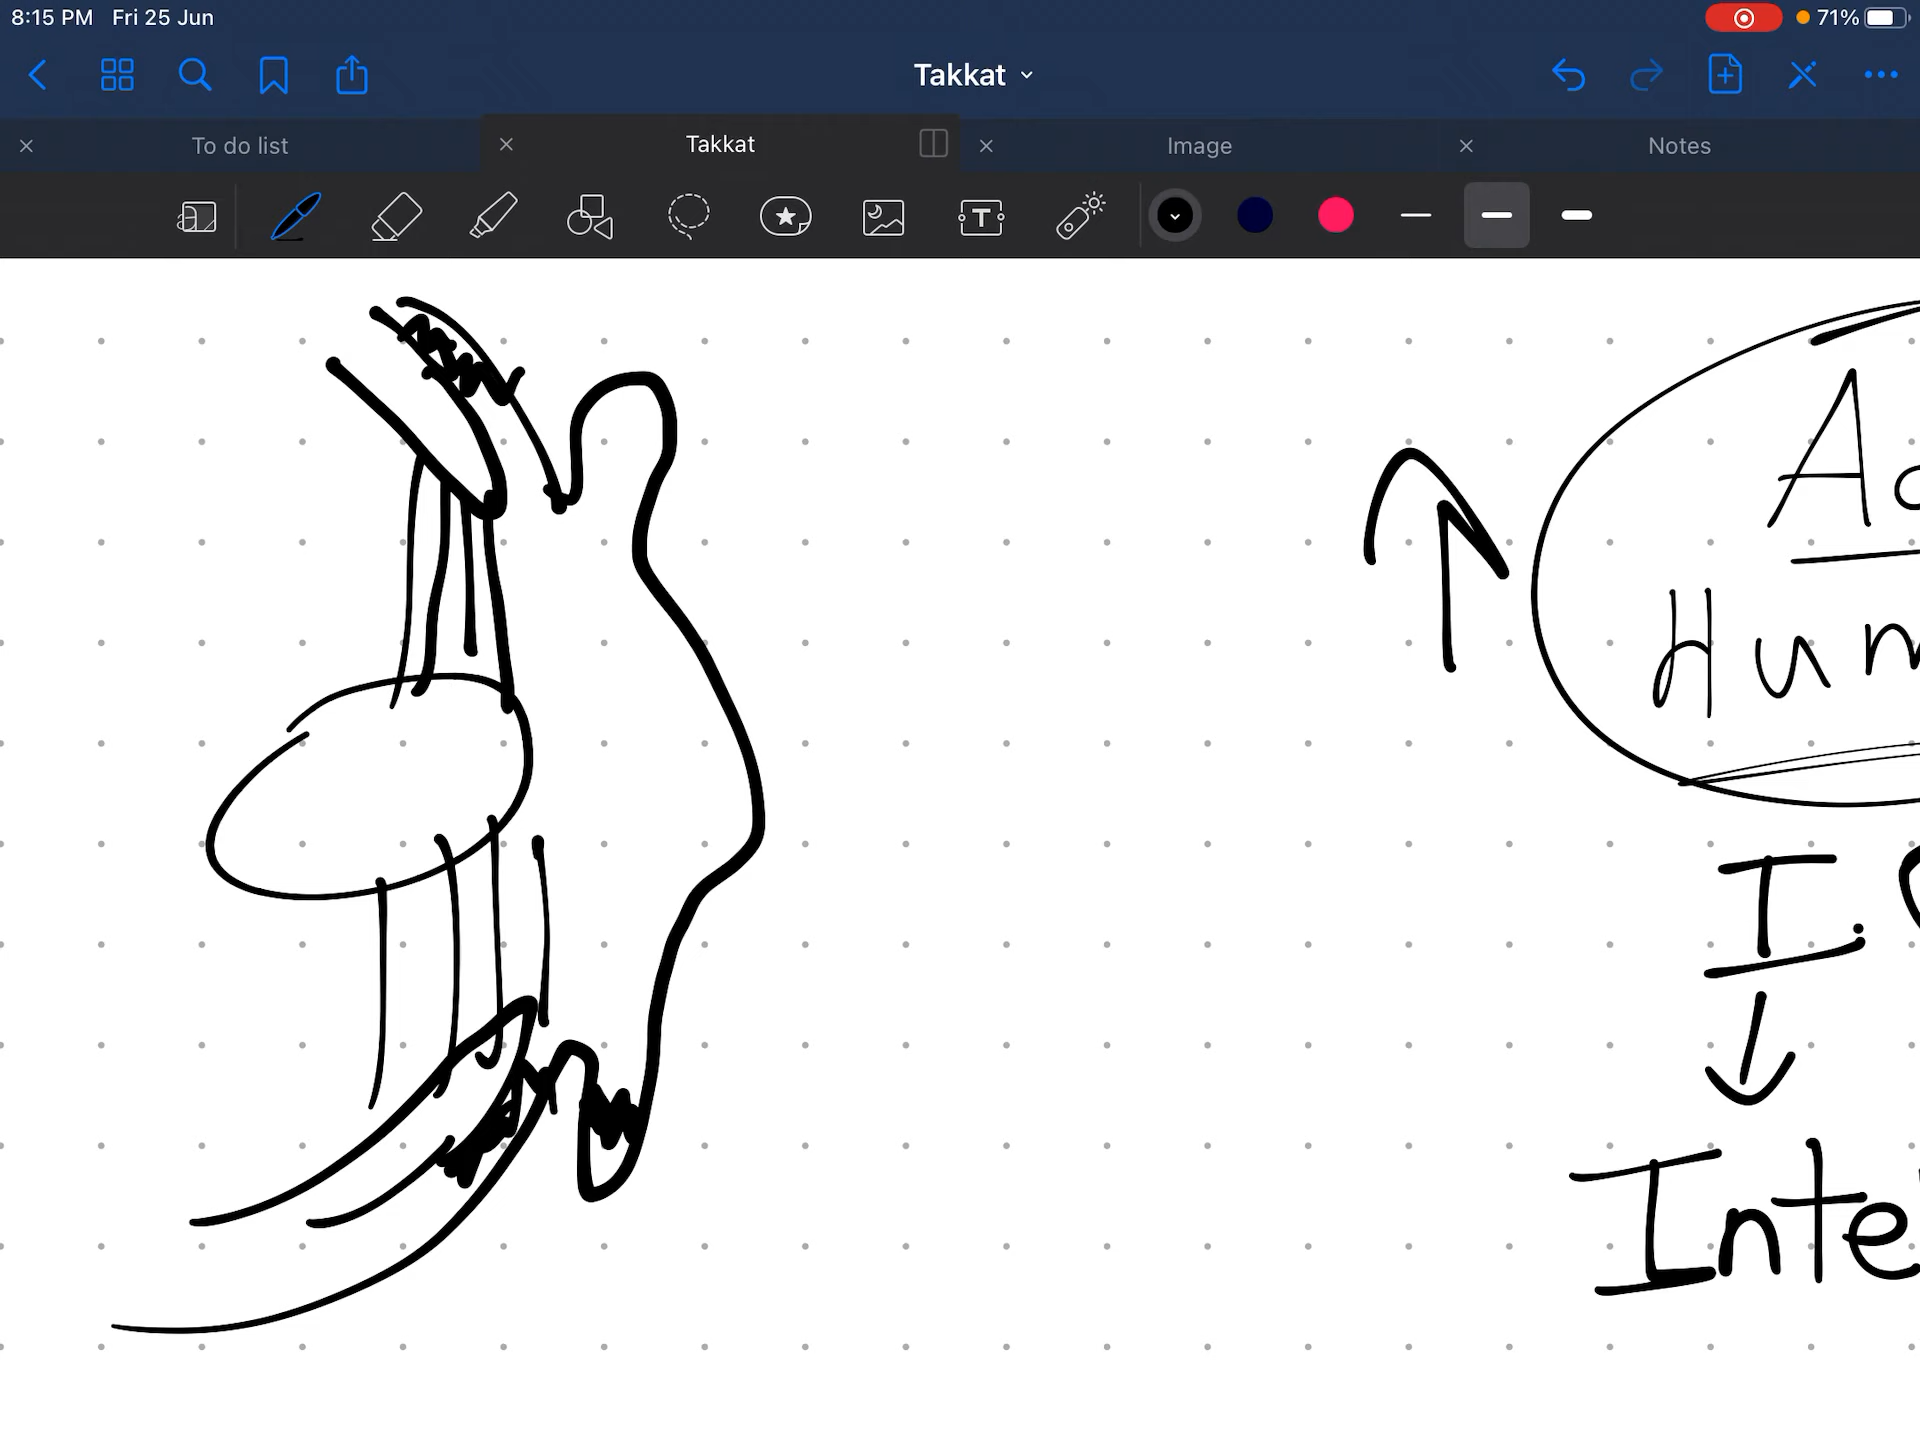 8:15 PM Fri 25 Jun
71%
Takkat
To do list
Takkat
Image
Notes
I.